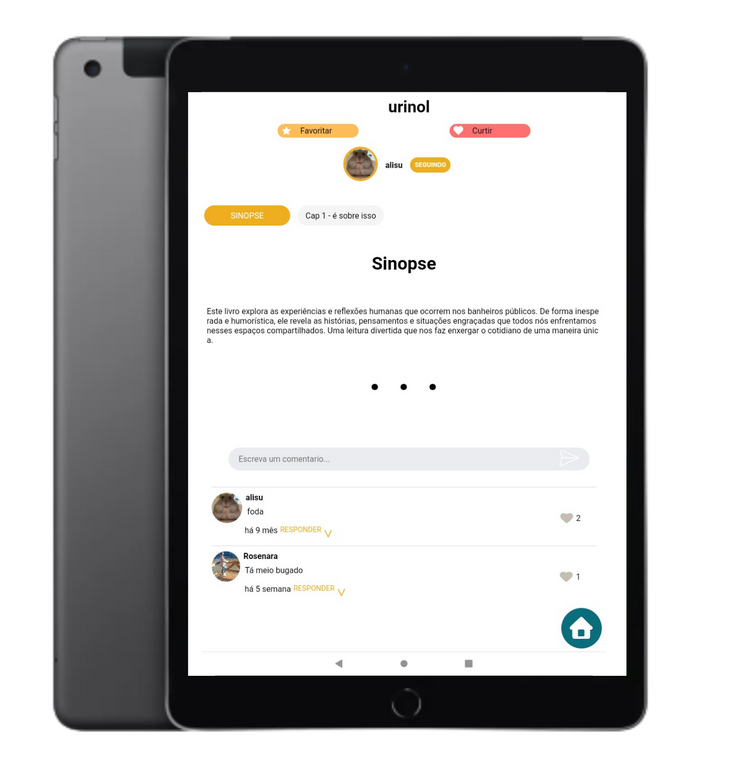 urinol
Favoritar
Curtir
alisu SEGUINDO
SINOPSE
Cap 1 - é sobre isso
Sinopse
Este livro explora as experiências e reflexões humanas que ocorrem nos banheiros públicos. De forma inespe
rada e humorística, ele revela as histórias, pensamentos e situações engraçadas que todos nós enfrentamos
nesses espaços compartilhados. Uma leitura divertida que nos faz enxergar o cotidiano de uma maneira únic
a.
Escreva um comentario...
alisu
foda
2
há 9 mês RESPONDER
Rosenara
Tá meio bugado
1
há 5 semana RESPONDER